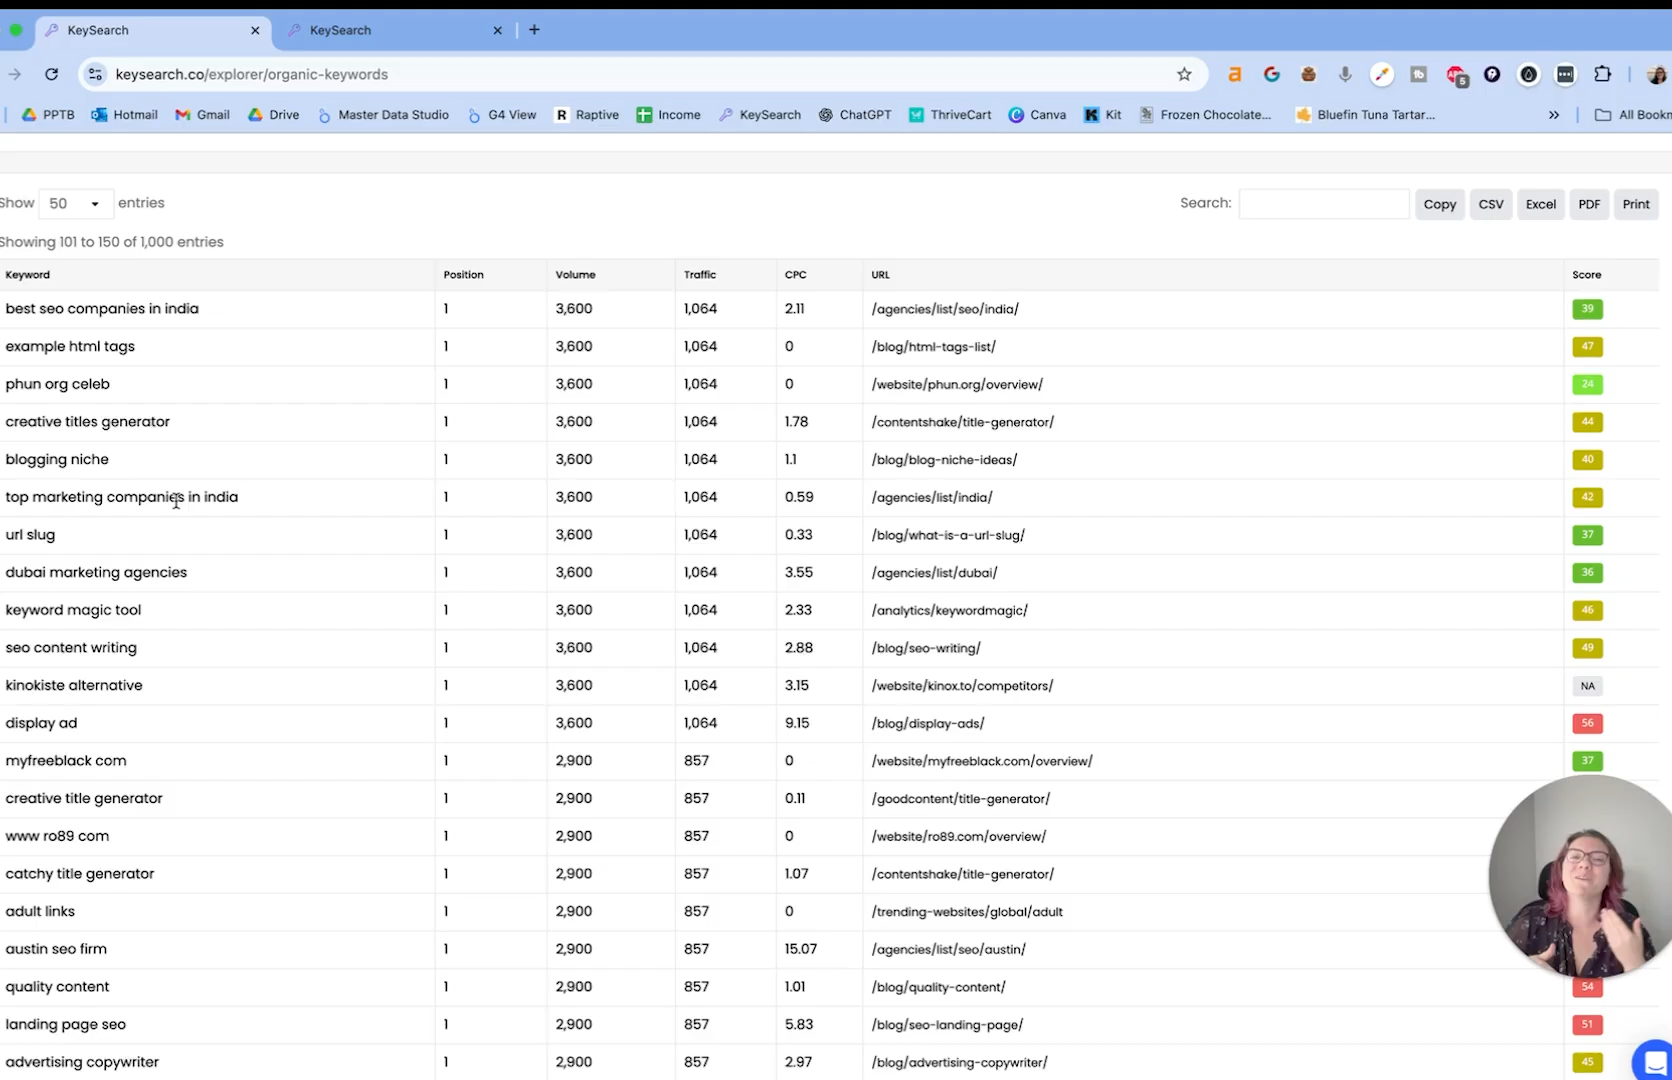 KeySearch KeySearch
keysearch.co/explorer/organic-keywords 5
PPTB Hotmail Gmail Drive Master Data Studio G4 View R Raptive Income KeySearch ChatGPT ThriveCart Canva Kit Frozen Chocolate... Bluefin Tuna Tartar... » All Bookm
Show 50 entries Search: Copy CSV Excel PDF Print
Showing 101 to 150 of 1,000 entries
Keyword Position Volume Traffic CPC URL Score
best seo companies in india 1 3,600 1,064 2.11 /agencies/list/seo/india/ 39
example html tags 1 3,600 1,064 0 /blog/html-tags-list/ 47
phun org celeb 1 3,600 1,064 0 /website/phun.org/overview/ 24
creative titles generator 1 3,600 1,064 1.78 /contentshake/title-generator/ 44
blogging niche 1 3,600 1,064 1.1 /blog/blog-niche-ideas/ 40
top marketing companies in india 1 3,600 1,064 0.59 /agencies/list/india/ 42
url slug 1 3,600 1,064 0.33 /blog/what-is-a-url-slug/ 37
dubai marketing agencies 1 3,600 1,064 3.55 /agencies/list/dubai/ 36
keyword magic tool 1 3,600 1,064 2.33 /analytics/keywordmagic/ 46
seo content writing 1 3,600 1,064 2.88 /blog/seo-writing/ 49
kinokiste alternative 1 3,600 1,064 3.15 /website/kinox.to/competitors/ NA
display ad 1 3,600 1,064 9.15 /blog/display-ads/ 56
myfreeblack com 1 2,900 857 0 /website/myfreeblack.com/overview/ 37
creative title generator 1 2,900 857 0.11 /goodcontent/title-generator/
www ro89 com 1 2,900 857 0 /website/ro89.com/overview/
catchy title generator 1 2,900 857 1.07 /contentshake/title-generator/
adult links 1 2,900 857 0 /trending-websites/global/adult
austin seo firm 1 2,900 857 15.07 /agencies/list/seo/austin/
quality content 1 2,900 857 1.01 /blog/quality-content/ 54
landing page seo 1 2,900 857 5.83 /blog/seo-landing-page/ 51
advertising copywriter 1 2,900 857 2.97 /blog/advertising-copywriter/ 45